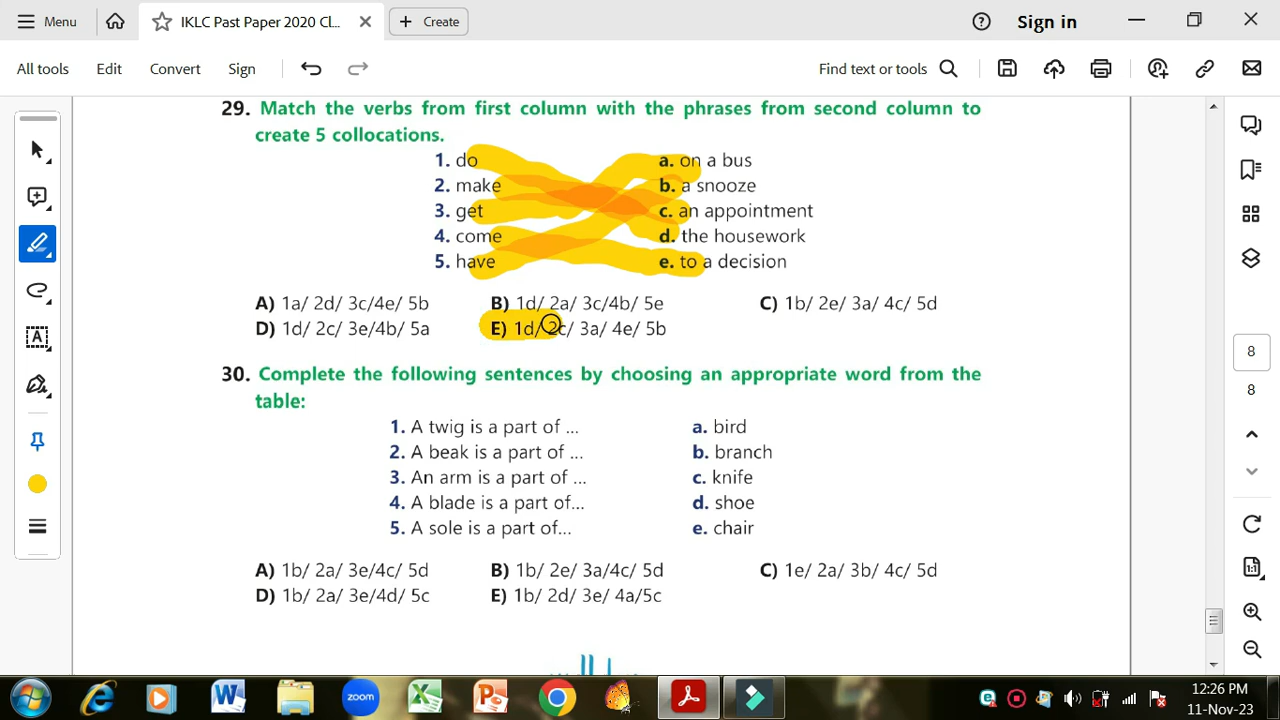 Menu
IKLC Past Paper 2020 Cl...
Create
Sign in
All tools
Edit
Convert
Sign
Find text or tools
29. Match the verbs from first column with the phrases from second column to
create 5 collocations.
1. do a. on a bus
2. make b. a snooze
3. get c. an appointment
4. come d. the housework
5. have e. to a decision
A) 1a/ 2d/ 3c/4e/ 5b B) 1d/ 2a/ 3c/4b/ 5e C) 1b/ 2e/ 3a/ 4c/ 5d
D) 1d/ 2c/ 3e/4b/ 5a E) 1d/ 2c/ 3a/ 4e/ 5b
30. Complete the following sentences by choosing an appropriate word from the
table:
1. A twig is a part of ... a. bird
2. A beak is a part of ... b. branch
3. An arm is a part of ... c. knife
4. A blade is a part of... d. shoe
5. A sole is a part of... e. chair
A) 1b/ 2a/ 3e/4c/ 5d B) 1b/ 2e/ 3a/4c/ 5d C) 1e/ 2a/ 3b/ 4c/ 5d
D) 1b/ 2a/ 3e/4d/ 5c E) 1b/ 2d/ 3e/ 4a/5c
8
8
1:1
zoom
12:26 PM
11-Nov-23